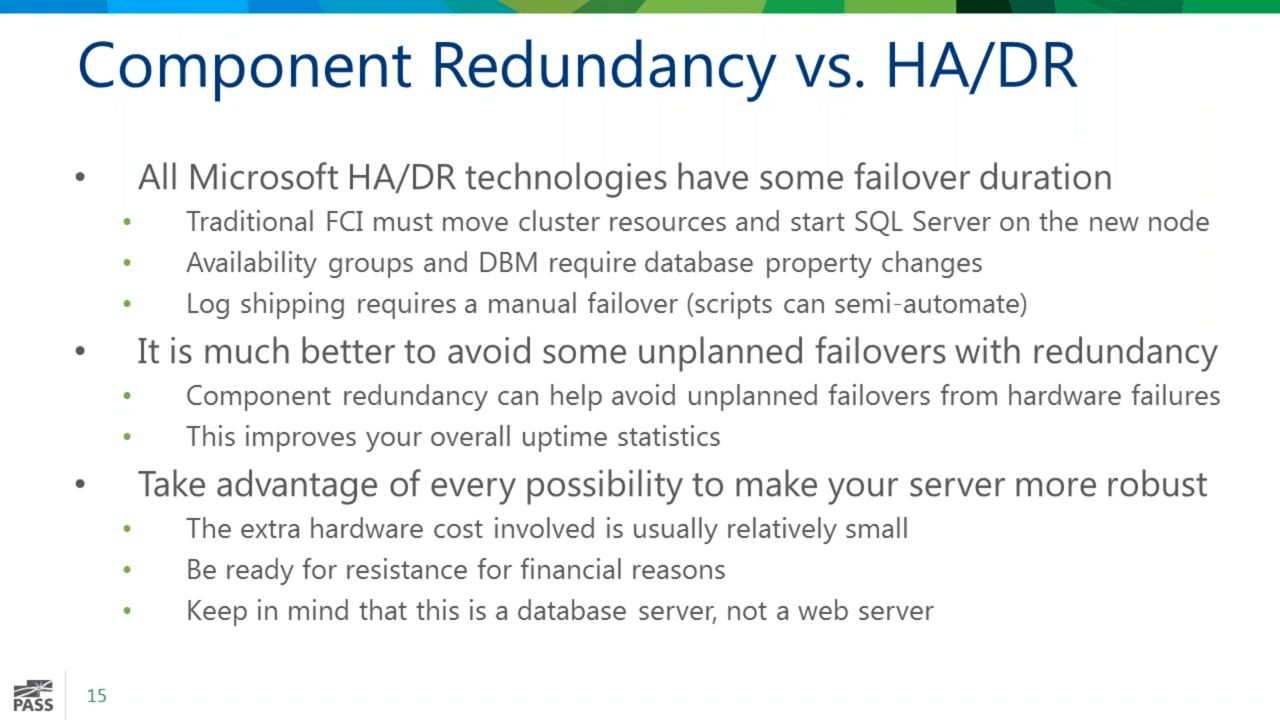 Component Redundancy vs. HA/DR
• All Microsoft HA/DR technologies have some failover duration
• Traditional FCI must move cluster resources and start SQL Server on the new node
• Availability groups and DBM require database property changes
• Log shipping requires a manual failover (scripts can semi-automate)
• It is much better to avoid some unplanned failovers with redundancy
• Component redundancy can help avoid unplanned failovers from hardware failures
• This improves your overall uptime statistics
• Take advantage of every possibility to make your server more robust
• The extra hardware cost involved is usually relatively small
• Be ready for resistance for financial reasons
• Keep in mind that this is a database server, not a web server
PASS
15